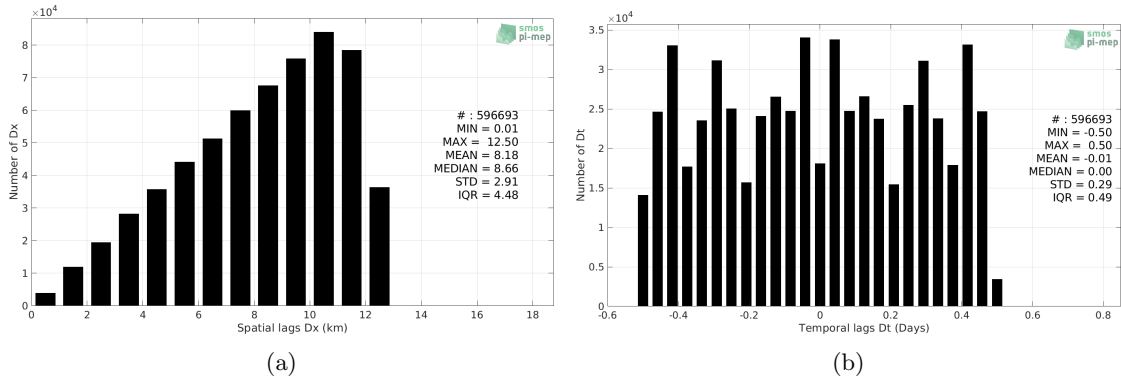 ×10⁴
9
8
7
6
5
4
3
2
1
0
Number of Dx
0 2 4 6 8 10 12 14 16 18
Spatial lags Dx (km)
smos
pi-mep
# : 596693
MIN = 0.01
MAX = 12.50
MEAN = 8.18
MEDIAN = 8.66
STD = 2.91
IQR = 4.48
(a)
×10⁴
3.5
3
2.5
2
1.5
1
0.5
0
Number of Dt
-0.6 -0.4 -0.2 0 0.2 0.4 0.6 0.8
Temporal lags Dt (Days)
smos
pi-mep
# : 596693
MIN = -0.50
MAX = 0.50
MEAN = -0.01
MEDIAN = 0.00
STD = 0.29
IQR = 0.49
(b)